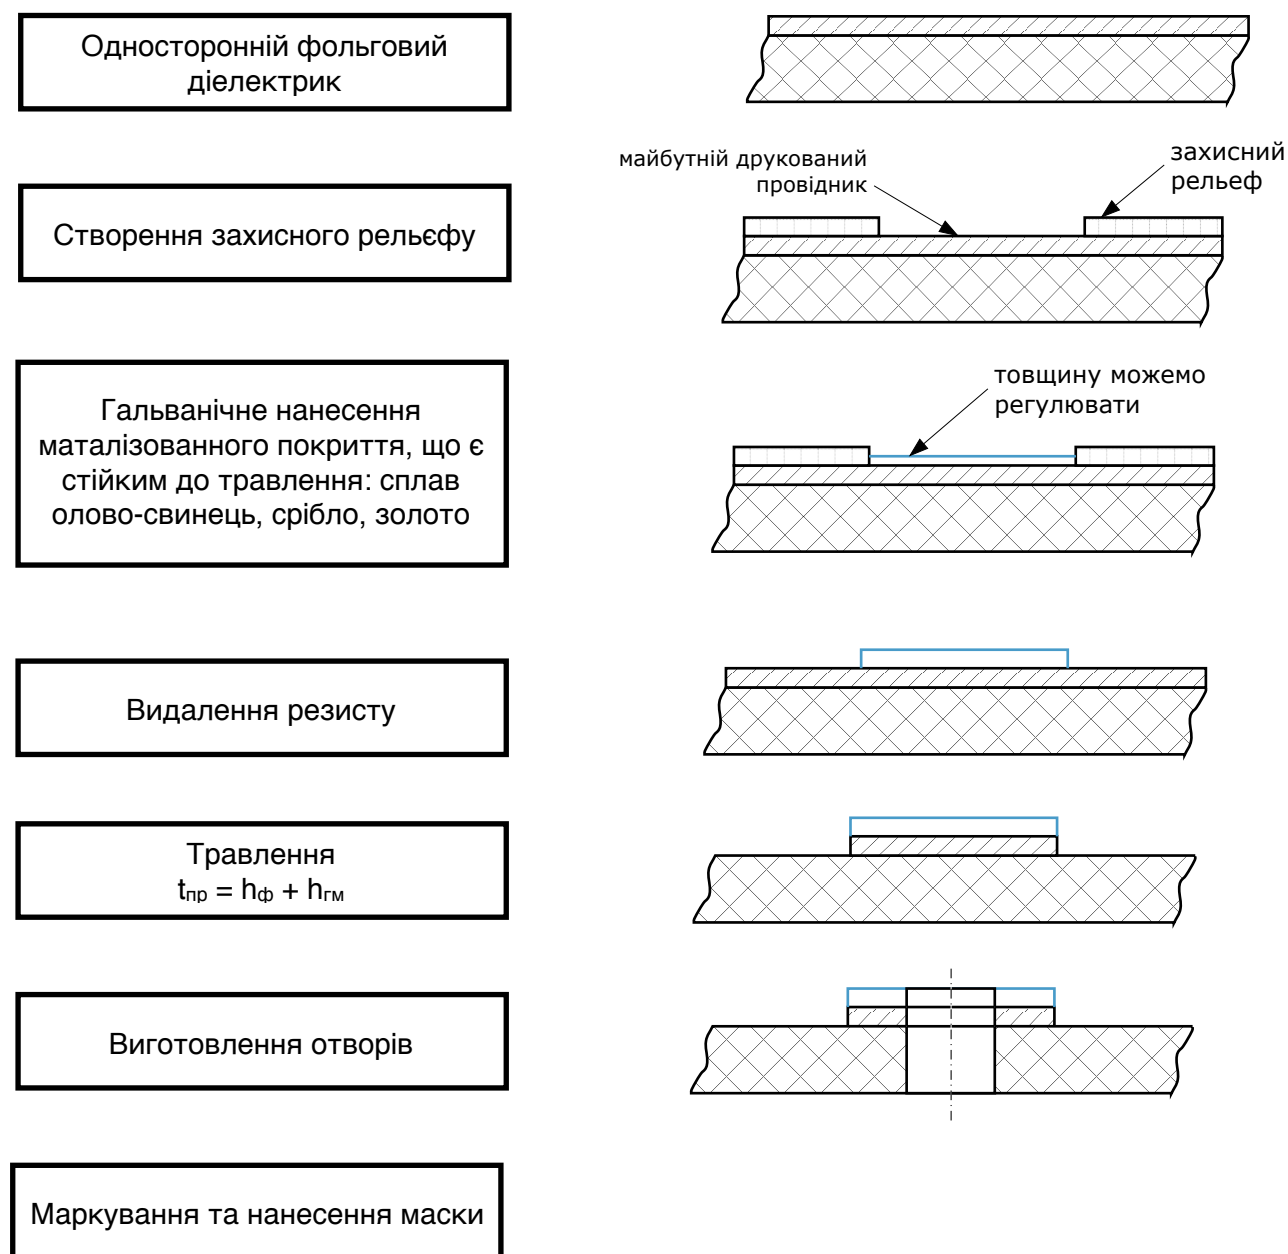 Односторонній фольговий
діелектрик
майбутній друкований
провідник
захисний
рельеф
Створення захисного рельєфу
товщину можемо
регулювати
Гальванічне нанесення
маталізованного покриття, що є
стійким до травлення: сплав
олово-свинець, срібло, золото
Видалення резисту
Травлення
tпр = hф + hгм
Виготовлення отворів
Маркування та нанесення маски